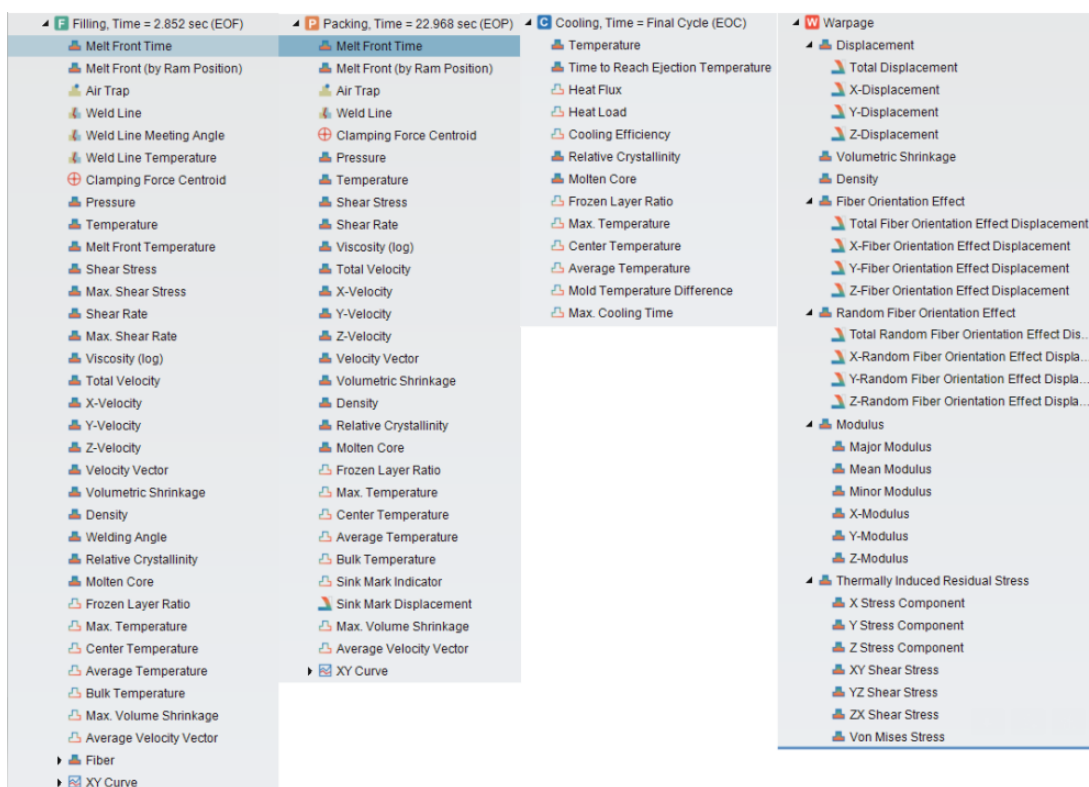 Filling, Time = 2.852 sec (EOF)
Melt Front Time
Melt Front (by Ram Position)
Air Trap
Weld Line
Weld Line Meeting Angle
Weld Line Temperature
Clamping Force Centroid
Pressure
Temperature
Melt Front Temperature
Shear Stress
Max. Shear Stress
Shear Rate
Max. Shear Rate
Viscosity (log)
Total Velocity
X-Velocity
Y-Velocity
Z-Velocity
Velocity Vector
Volumetric Shrinkage
Density
Welding Angle
Relative Crystallinity
Molten Core
Frozen Layer Ratio
Max. Temperature
Center Temperature
Average Temperature
Bulk Temperature
Max. Volume Shrinkage
Average Velocity Vector
Fiber
XY Curve
Packing, Time = 22.968 sec (EOP)
Melt Front Time
Melt Front (by Ram Position)
Air Trap
Weld Line
Clamping Force Centroid
Pressure
Temperature
Shear Stress
Shear Rate
Viscosity (log)
Total Velocity
X-Velocity
Y-Velocity
Z-Velocity
Velocity Vector
Volumetric Shrinkage
Density
Relative Crystallinity
Molten Core
Frozen Layer Ratio
Max. Temperature
Center Temperature
Average Temperature
Bulk Temperature
Sink Mark Indicator
Sink Mark Displacement
Max. Volume Shrinkage
Average Velocity Vector
XY Curve
Cooling, Time = Final Cycle (EOC)
Temperature
Time to Reach Ejection Temperature
Heat Flux
Heat Load
Cooling Efficiency
Relative Crystallinity
Molten Core
Frozen Layer Ratio
Max. Temperature
Center Temperature
Average Temperature
Mold Temperature Difference
Max. Cooling Time
Warpage
Displacement
Total Displacement
X-Displacement
Y-Displacement
Z-Displacement
Volumetric Shrinkage
Density
Fiber Orientation Effect
Total Fiber Orientation Effect Displacement
X-Fiber Orientation Effect Displacement
Y-Fiber Orientation Effect Displacement
Z-Fiber Orientation Effect Displacement
Random Fiber Orientation Effect
Total Random Fiber Orientation Effect Dis...
X-Random Fiber Orientation Effect Displa...
Y-Random Fiber Orientation Effect Displa...
Z-Random Fiber Orientation Effect Displa...
Modulus
Major Modulus
Mean Modulus
Minor Modulus
X-Modulus
Y-Modulus
Z-Modulus
Thermally Induced Residual Stress
X Stress Component
Y Stress Component
Z Stress Component
XY Shear Stress
YZ Shear Stress
ZX Shear Stress
Von Mises Stress